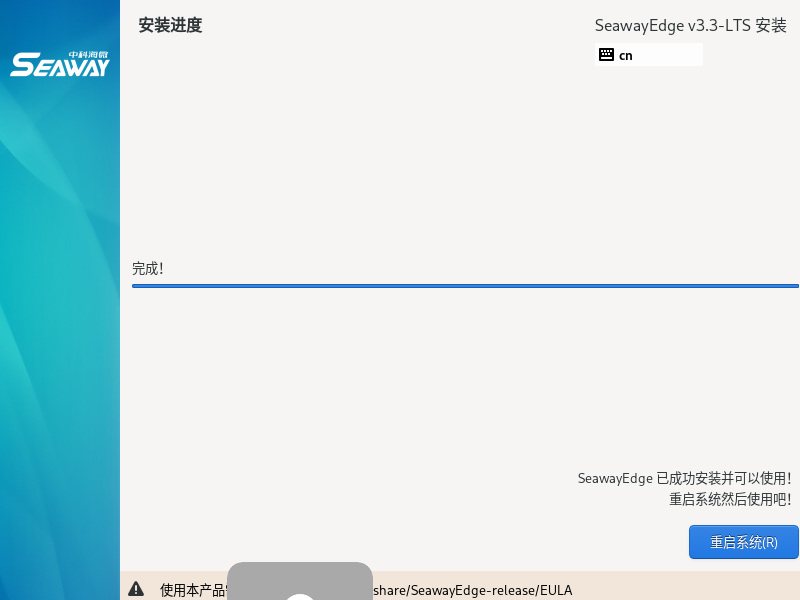 安装进度
SeawayEdge v3.3-LTS 安装
中科海微
SEAWAY
cn
完成！
SeawayEdge 已成功安装并可以使用！
重启系统然后使用吧！
重启系统(R)
使用本产品 share/SeawayEdge-release/EULA